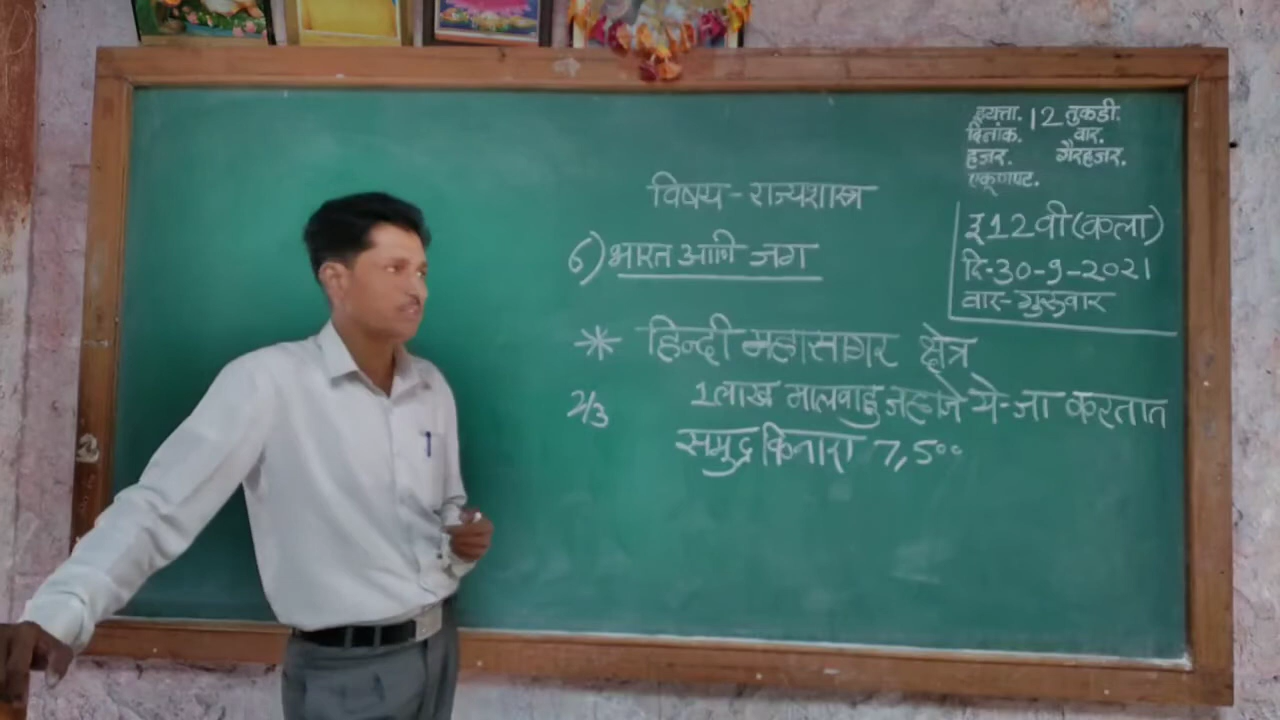 इयत्ता. 12 तुकडी.
दिनांक. वार.
हजर. गैरहजर.
एकूणपट.
विषय - राज्यशास्त्र
इ 12 वी (कला)
दि-30-9-2021
वार- गुरुवार
6) भारत आणि जग
* हिन्दी महासागर क्षेत्र
2/3 1 लाख मालवाहु जहाजे ये-जा करतात
समुद्र किनारा 7,500